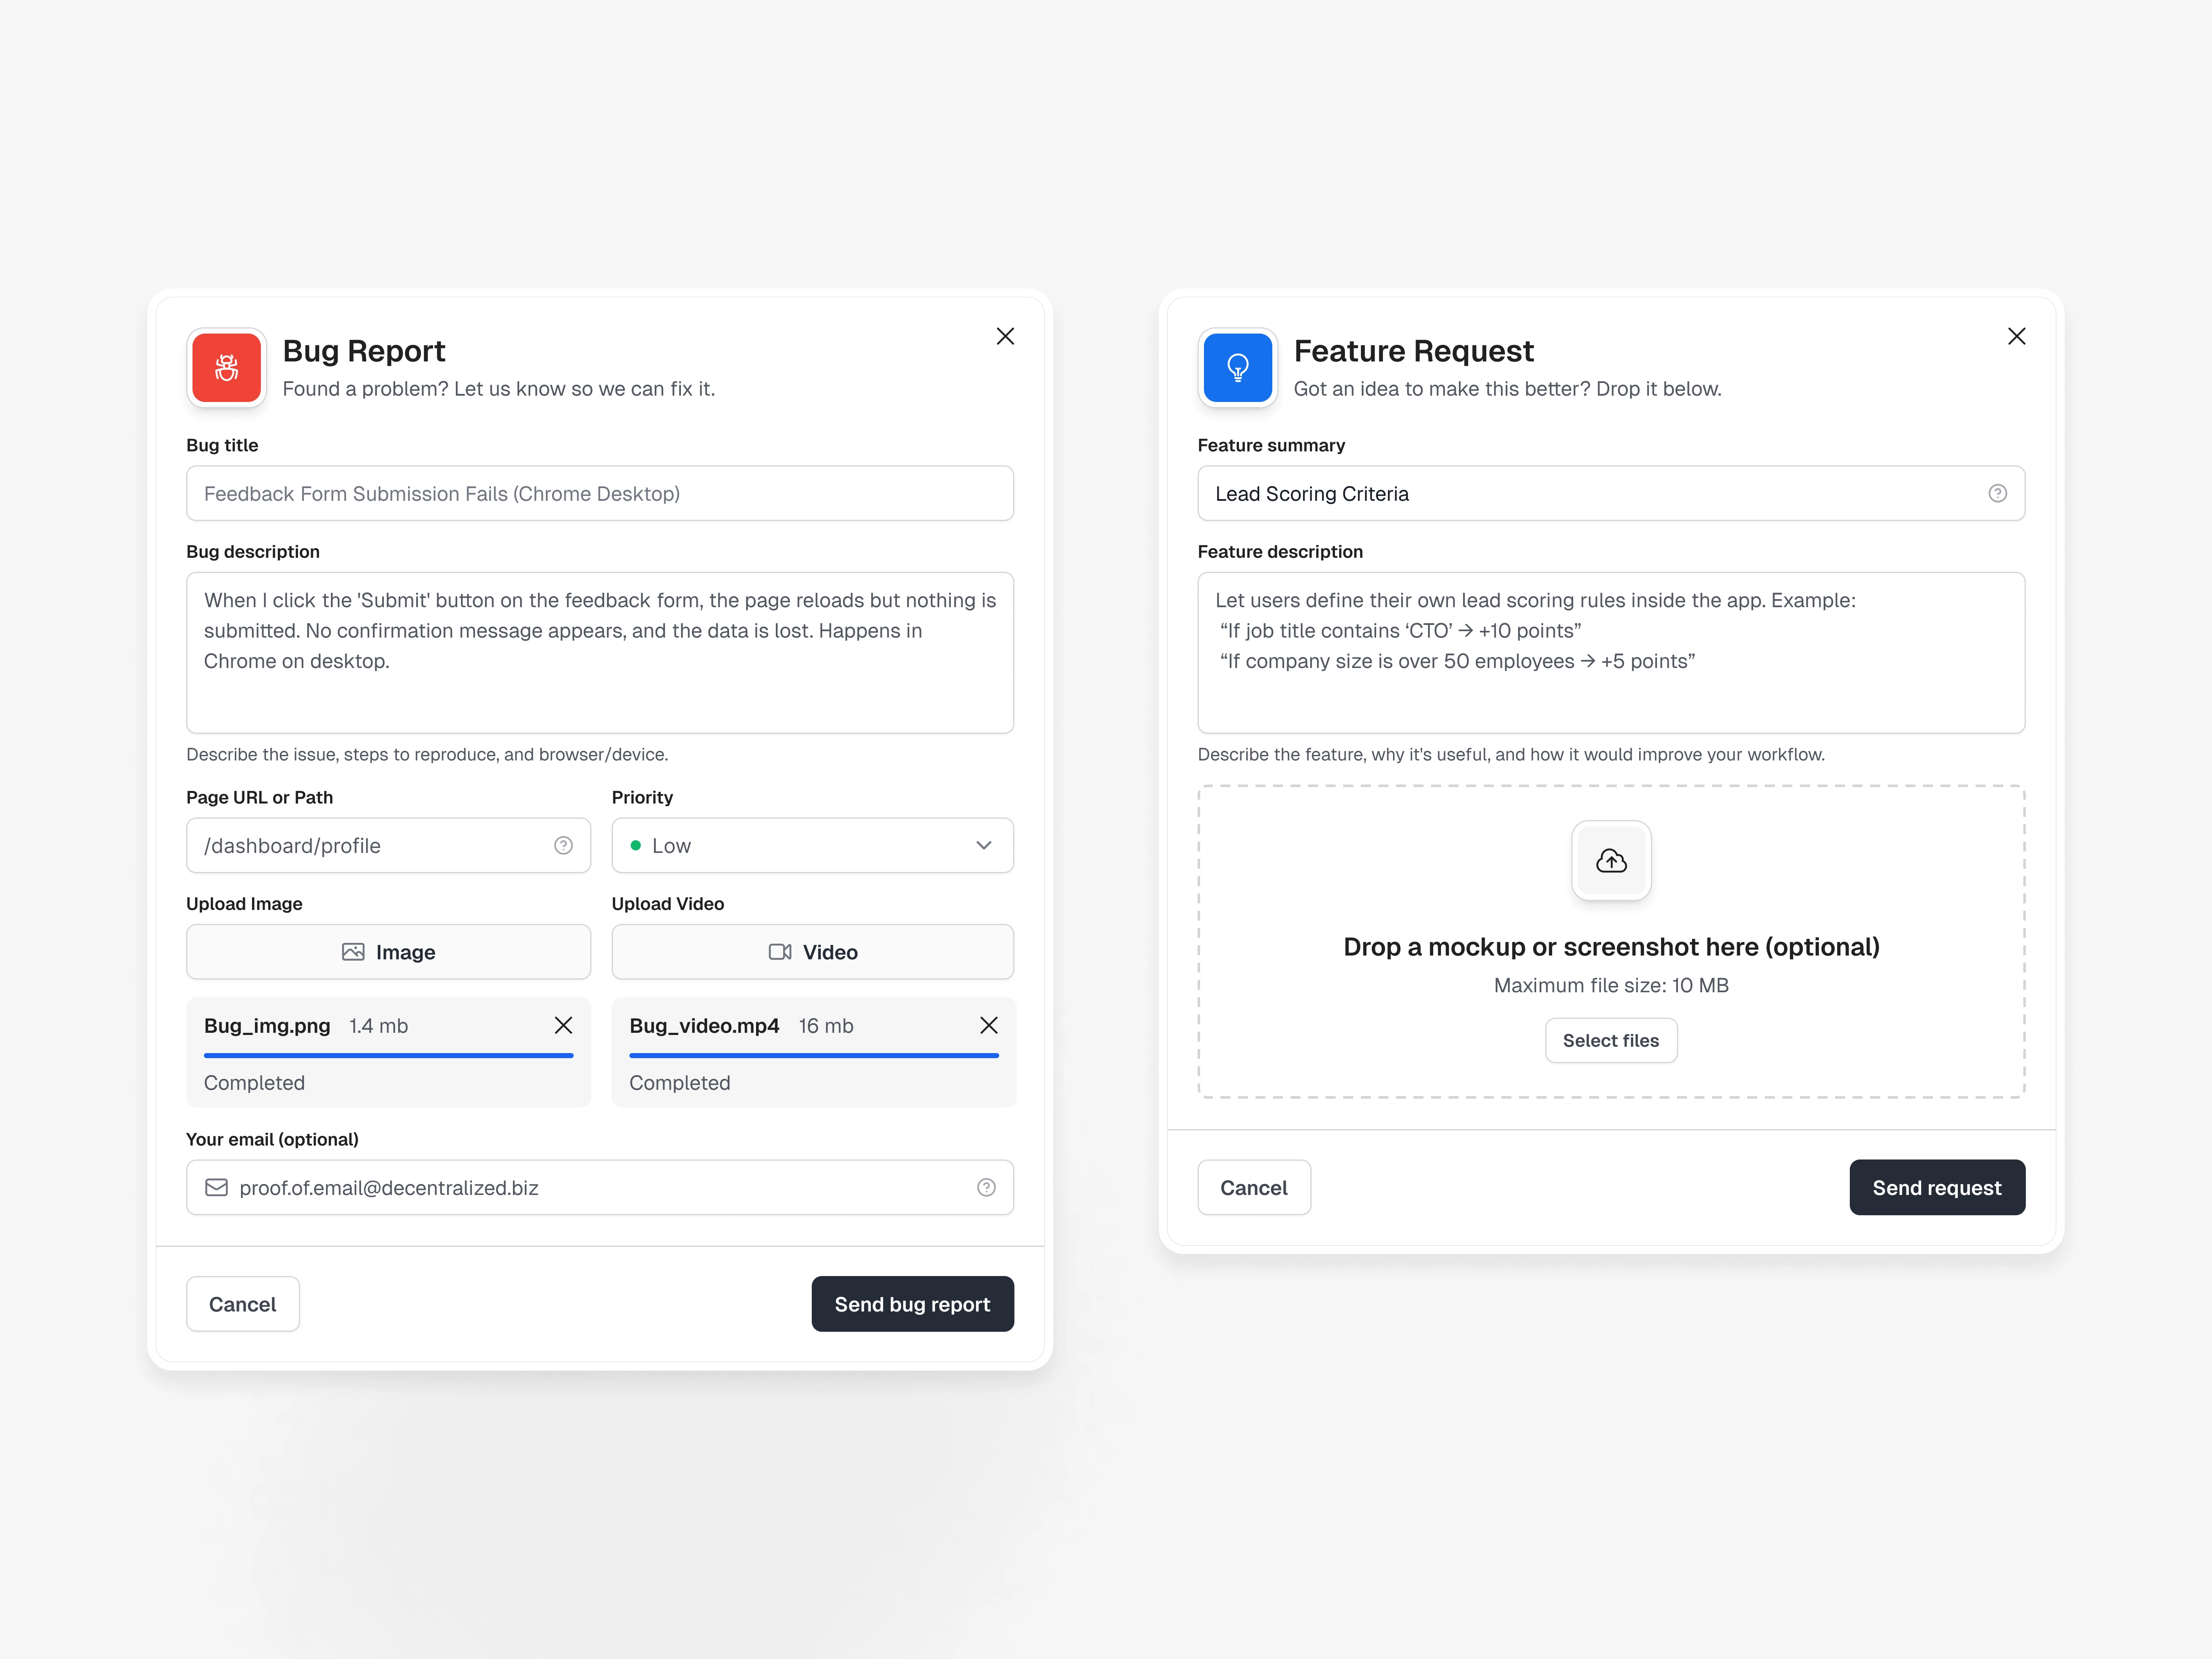 Bug Report
Found a problem? Let us know so we can fix it.
Bug title
Feedback Form Submission Fails (Chrome Desktop)
Bug description
When I click the 'Submit' button on the feedback form, the page reloads but nothing is
submitted. No confirmation message appears, and the data is lost. Happens in
Chrome on desktop.
Describe the issue, steps to reproduce, and browser/device.
Page URL or Path
/dashboard/profile
Priority
Low
Upload Image
Image
Upload Video
Video
Bug_img.png 1.4 mb
Completed
Bug_video.mp4 16 mb
Completed
Your email (optional)
proof.of.email@decentralized.biz
Cancel
Send bug report
Feature Request
Got an idea to make this better? Drop it below.
Feature summary
Lead Scoring Criteria
Feature description
Let users define their own lead scoring rules inside the app. Example:
“If job title contains ‘CTO’ → +10 points”
“If company size is over 50 employees → +5 points”
Describe the feature, why it's useful, and how it would improve your workflow.
Drop a mockup or screenshot here (optional)
Maximum file size: 10 MB
Select files
Cancel
Send request